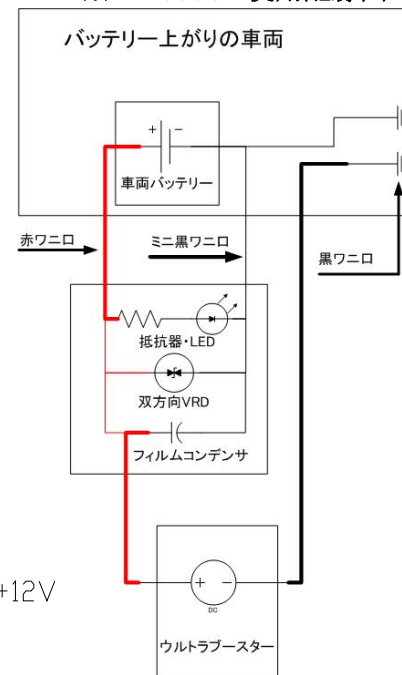 バッテリー上がりの車両
+ -
車両バッテリー
赤ワニ口
ミニ黒ワニ口
黒ワニ口
抵抗器・LED
双方向VRD
フィルムコンデンサ
+12V
+ -
DC
ウルトラブースター